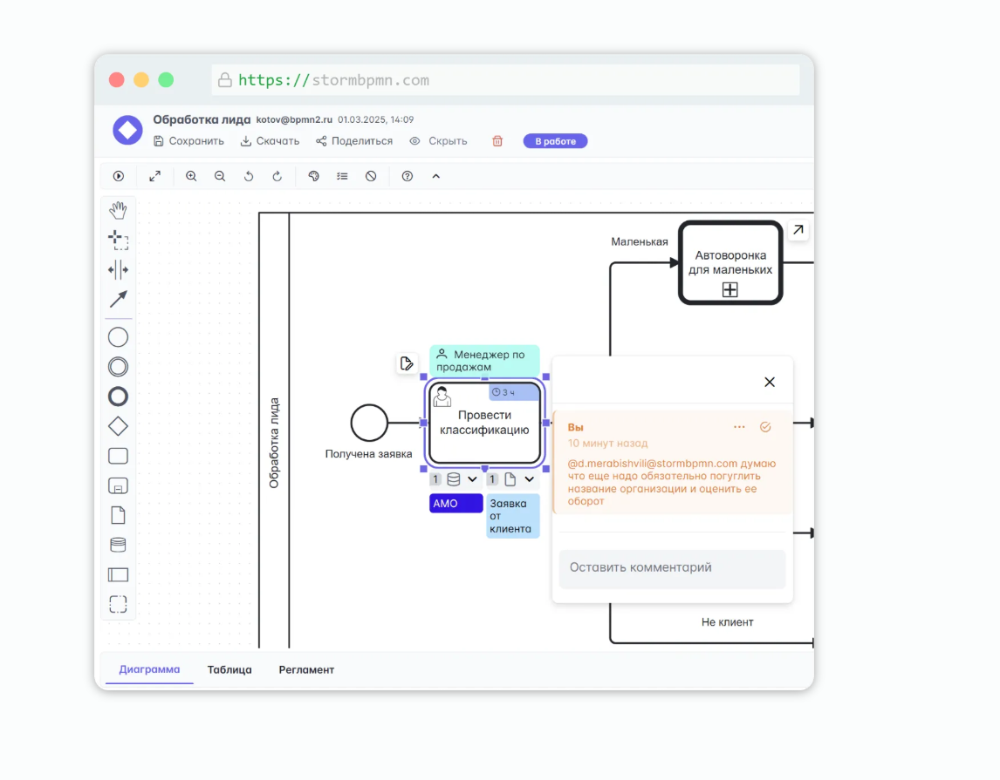 https://stormbpmn.com
Обработка лида kotov@bpmn2.ru 01.03.2025, 14:09
Сохранить Скачать Поделиться Скрыть В работе
Маленькая
Автоворонка
для маленьких
Менеджер по
продажам
3 ч
Провести
классификацию
Получена заявка
Обработка лида
1 1
АМО
Заявка
от
клиента
Вы
10 минут назад
@d.merabishvili@stormbpmn.com думаю
что еще надо обязательно погуглить
название организации и оценить ее
оборот
Оставить комментарий
Не клиент
Диаграмма Таблица Регламент